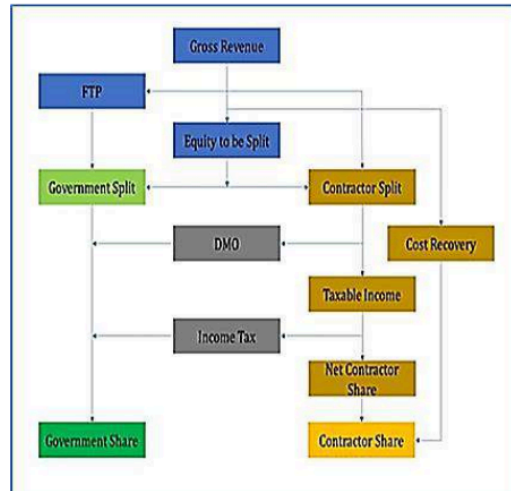 Gross Revenue
FTP
Equity to be Split
Government Split
Contractor Split
DMO
Cost Recovery
Taxable Income
Income Tax
Net Contractor
Share
Government Share
Contractor Share